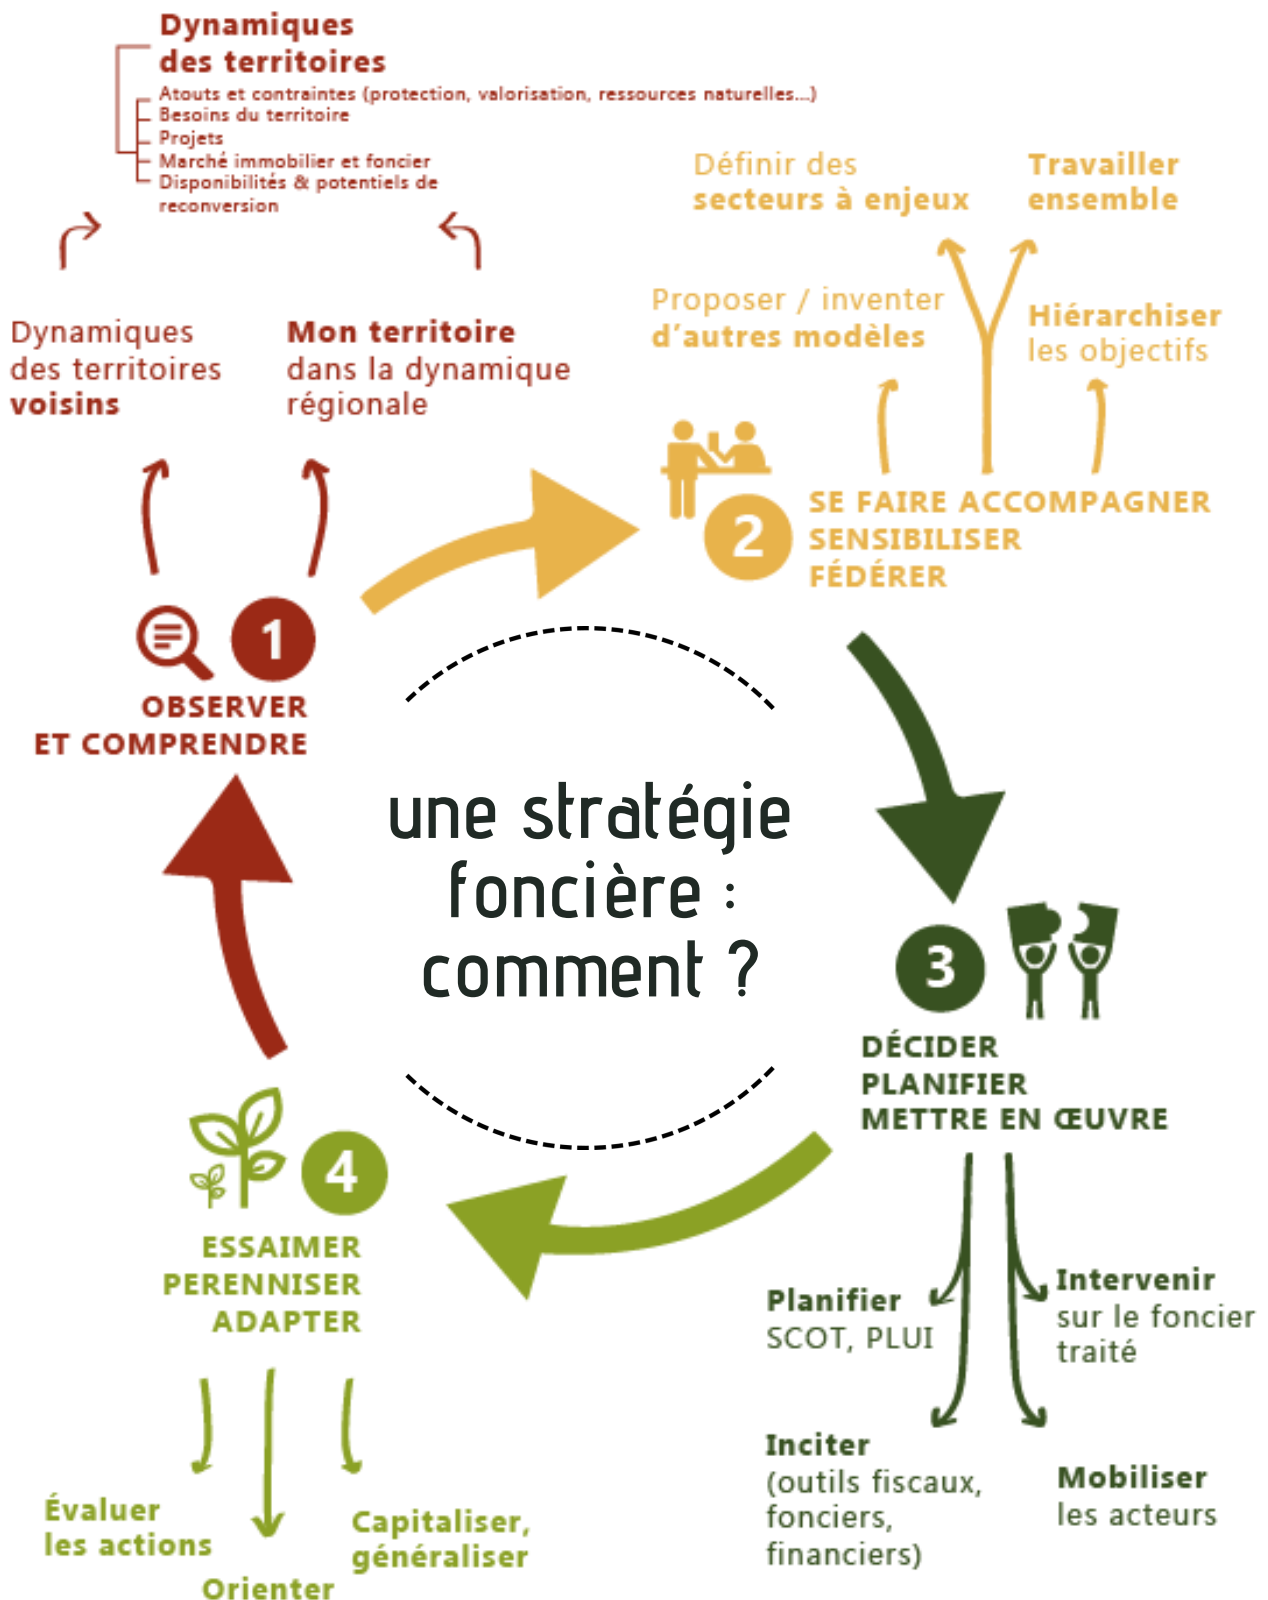 Dynamiques
des territoires
Atouts et contraintes (protection, valorisation, ressources naturelles...)
Besoins du territoire
Projets
Marché immobilier et foncier
Disponibilités & potentiels de
reconversion
Dynamiques
des territoires
voisins
Mon territoire
dans la dynamique
régionale
1
OBSERVER
ET COMPRENDRE
Définir des
secteurs à enjeux
Travailler
ensemble
Proposer / inventer
d'autres modèles
Hiérarchiser
les objectifs
2
SE FAIRE ACCOMPAGNER
SENSIBILISER
FÉDÉRER
une stratégie
foncière :
comment ?
3
DÉCIDER
PLANIFIER
METTRE EN ŒUVRE
Planifier
SCOT, PLUI
Intervenir
sur le foncier
traité
Inciter
(outils fiscaux,
fonciers,
financiers)
Mobiliser
les acteurs
4
ESSAIMER
PERENNISER
ADAPTER
Évaluer
les actions
Orienter
Capitaliser,
généraliser